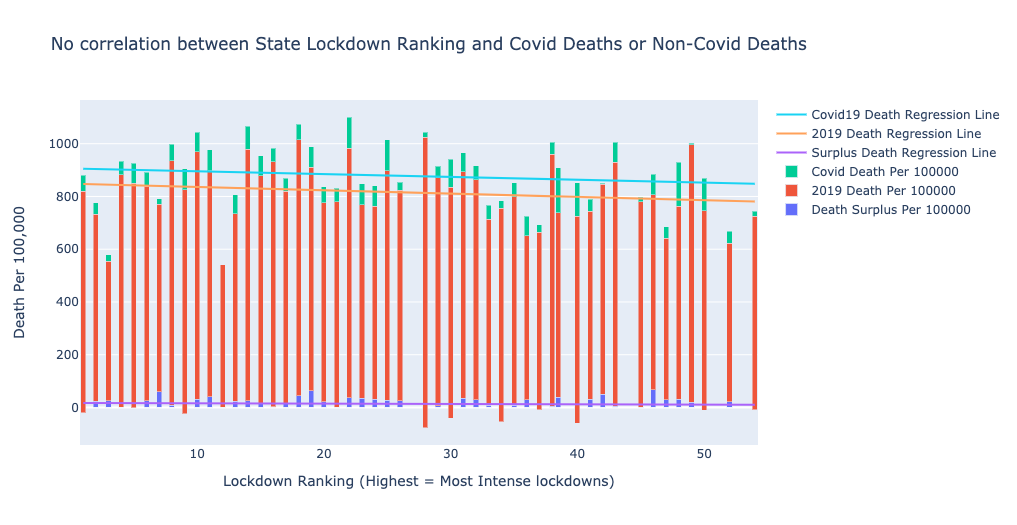 No correlation between State Lockdown Ranking and Covid Deaths or Non-Covid Deaths
Covid19 Death Regression Line
2019 Death Regression Line
Surplus Death Regression Line
Covid Death Per 100000
2019 Death Per 100000
Death Surplus Per 100000
Death Per 100,000
1000
800
600
400
200
0
10
20
30
40
50
Lockdown Ranking (Highest = Most Intense lockdowns)